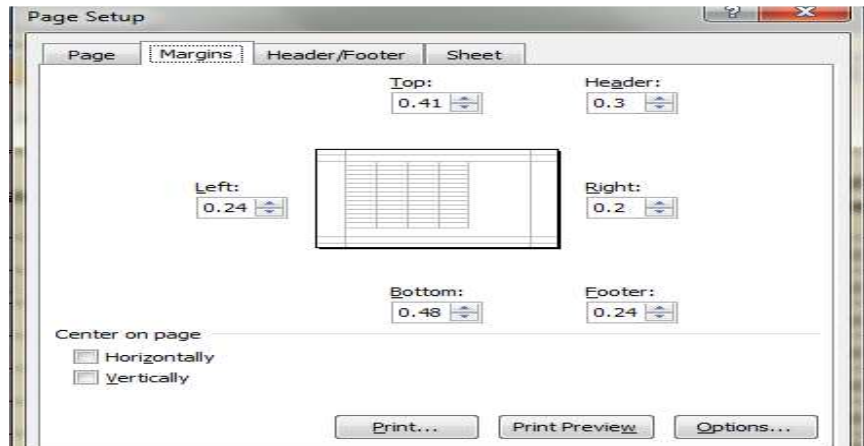 Page Setup
Page Margins Header/Footer Sheet
Top: Header:
0.41 0.3
Left: Right:
0.24 0.2
Bottom: Footer:
0.48 0.24
Center on page
Horizontally
Vertically
Print... Print Preview Options...